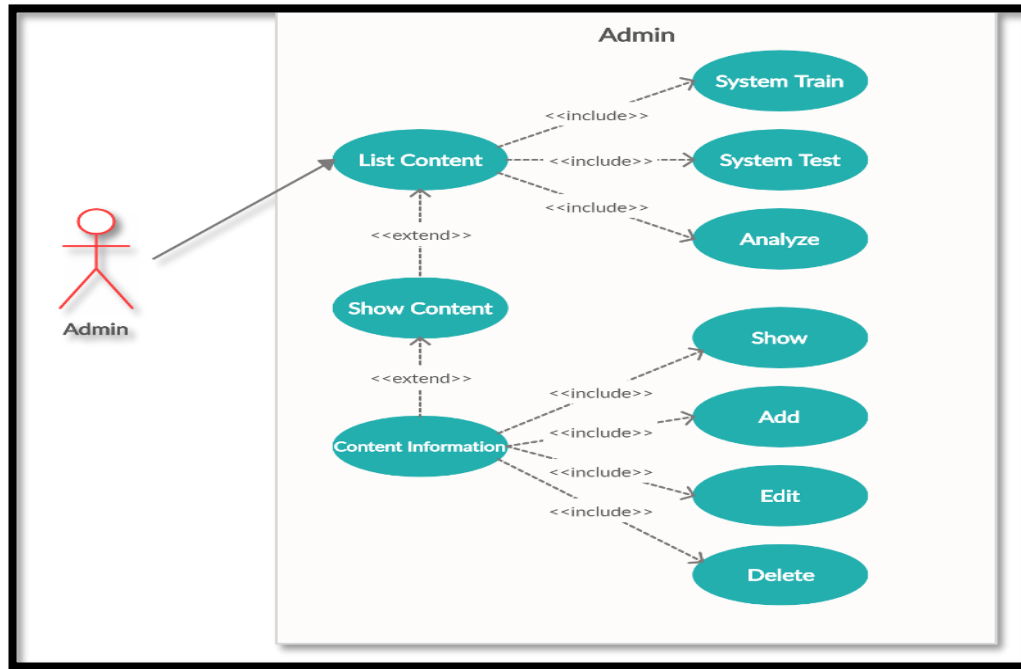 Admin
System Train
<<include>>
List Content
<<include>>
System Test
<<include>>
Analyze
<<extend>>
Show Content
Admin
Show
<<extend>>
<<include>>
Add
<<include>>
Content Information
<<include>>
Edit
<<include>>
Delete